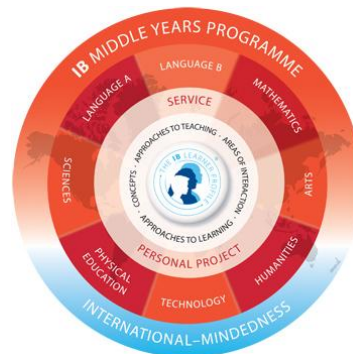 IB MIDDLE YEARS PROGRAMME
LANGUAGE B
LANGUAGE A
MATHEMATICS
SERVICE
SCIENCES
ARTS
CONCEPTS · APPROACHES TO TEACHING · AREAS OF INTERACTION · APPROACHES TO LEARNING ·
THE IB LEARNER PROFILE
PERSONAL PROJECT
PHYSICAL EDUCATION
HUMANITIES
TECHNOLOGY
INTERNATIONAL–MINDEDNESS